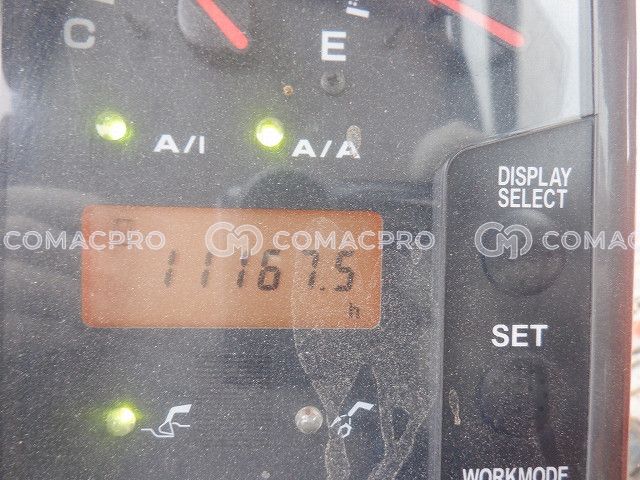 C
E
A/I
A/A
DISPLAY
SELECT
COMACPRO COMACPRO COMACPRO
11167.5
h
SET
WORKMODE